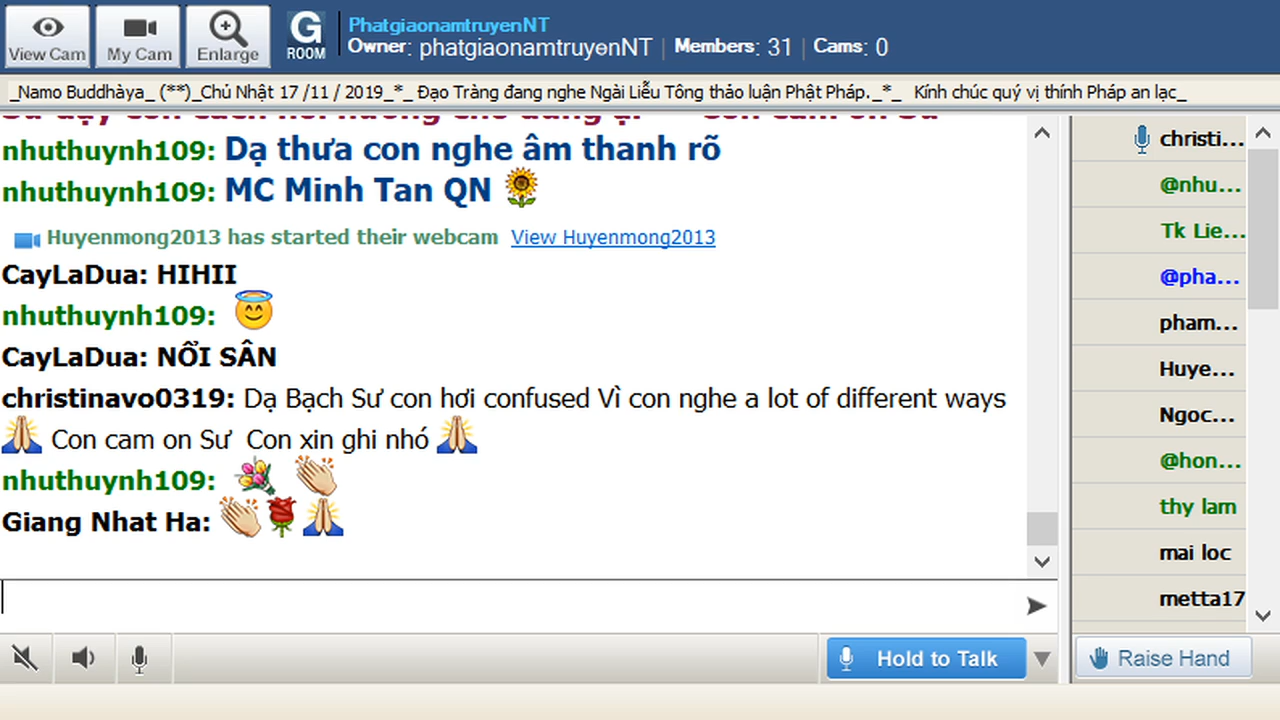 View Cam
My Cam
Enlarge
G ROOM
PhatgiaonamtruyenNT
Owner: phatgiaonamtruyenNT | Members: 31 | Cams: 0
_Namo Buddhàya_ (**)_Chủ Nhật 17 /11 / 2019_*_ Đạo Tràng đang nghe Ngài Liễu Tông thảo luận Phật Pháp._*_ Kính chúc quý vị thính Pháp an lạc_
nhuthuynh109: Dạ thưa con nghe âm thanh rõ
nhuthuynh109: MC Minh Tan QN 🌻
Huyenmong2013 has started their webcam View Huyenmong2013
CayLaDua: HIHII
nhuthuynh109: 😇
CayLaDua: NỔI SÂN
christinavo0319: Dạ Bạch Sư con hơi confused Vì con nghe a lot of different ways
🙏 Con cam on Sư Con xin ghi nhó 🙏
nhuthuynh109: 💐 👏
Giang Nhat Ha: 👏🌹🙏
christi...
@nhu...
Tk Lie...
@pha...
pham...
Huye...
Ngoc...
@hon...
thy lam
mai loc
metta17
Hold to Talk
Raise Hand